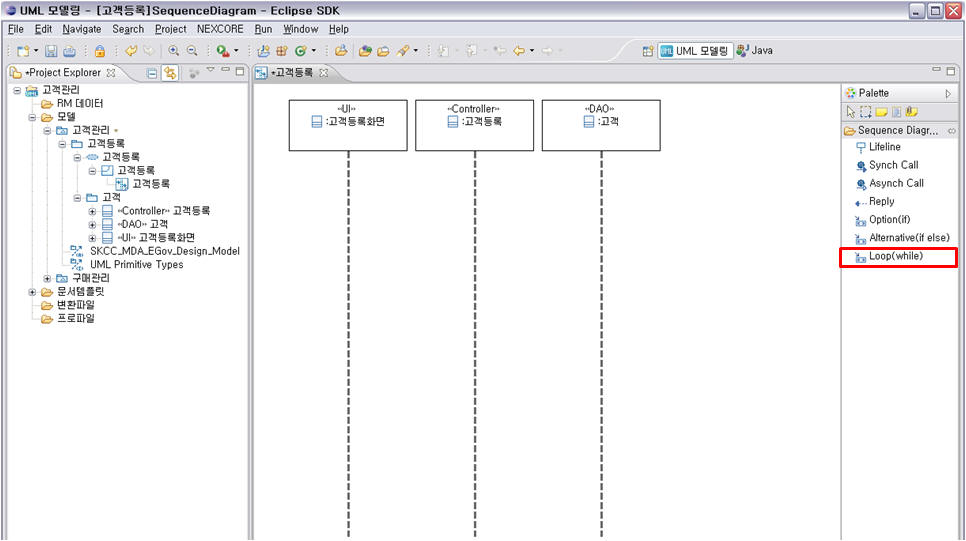 UML 모델링 - [고객등록]SequenceDiagram - Eclipse SDK
File Edit Navigate Search Project NEXCORE Run Window Help
UML 모델링 Java
*Project Explorer
*고객등록
고객관리
RM 데이터
모델
고객관리
고객등록
고객등록
고객등록
고객등록
고객
«Controller» 고객등록
«DAO» 고객
«UI» 고객등록화면
SKCC_MDA_EGov_Design_Model
UML Primitive Types
구매관리
문서템플릿
변환파일
프로파일
«UI»
:고객등록화면
«Controller»
:고객등록
«DAO»
:고객
Palette
Sequence Diagr...
Lifeline
Synch Call
Asynch Call
Reply
Option(if)
Alternative(if else)
Loop(while)